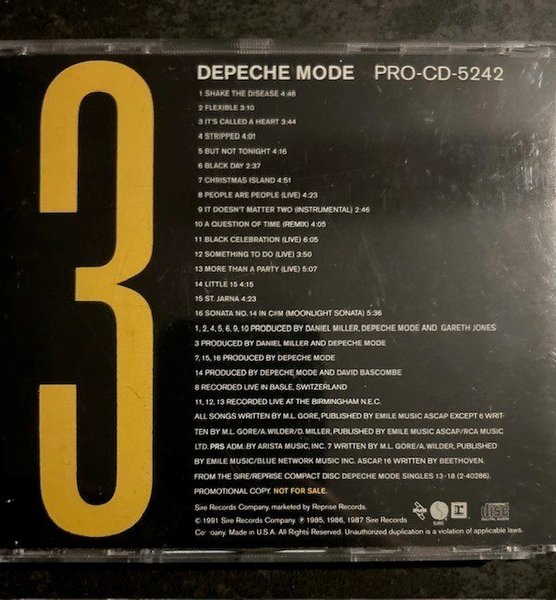 3
DEPECHE MODE PRO-CD-5242
1 SHAKE THE DISEASE 4:48
2 FLEXIBLE 3:10
3 IT'S CALLED A HEART 3:44
4 STRIPPED 4:01
5 BUT NOT TONIGHT 4:16
6 BLACK DAY 2:37
7 CHRISTMAS ISLAND 4:51
8 PEOPLE ARE PEOPLE (LIVE) 4:23
9 IT DOESN'T MATTER TWO (INSTRUMENTAL) 2:46
10 A QUESTION OF TIME (REMIX) 4:05
11 BLACK CELEBRATION (LIVE) 6:05
12 SOMETHING TO DO (LIVE) 3:50
13 MORE THAN A PARTY (LIVE) 5:07
14 LITTLE 15 4:15
15 ST. JARNA 4:23
16 SONATA NO. 14 IN C#M (MOONLIGHT SONATA) 5:36
1, 2, 4, 5, 6, 9, 10 PRODUCED BY DANIEL MILLER, DEPECHE MODE AND GARETH JONES
3 PRODUCED BY DANIEL MILLER AND DEPECHE MODE
7, 15, 16 PRODUCED BY DEPECHE MODE
14 PRODUCED BY DEPECHE MODE AND DAVID BASCOMBE
8 RECORDED LIVE IN BASLE, SWITZERLAND
11, 12, 13 RECORDED LIVE AT THE BIRMINGHAM N.E.C.
ALL SONGS WRITTEN BY M.L. GORE, PUBLISHED BY EMILE MUSIC ASCAP EXCEPT 6 WRIT-
TEN BY M.L. GORE/A. WILDER/D. MILLER, PUBLISHED BY EMILE MUSIC ASCAP/RCA MUSIC
LTD. PRS ADM. BY ARISTA MUSIC, INC. 7 WRITTEN BY M.L. GORE/A. WILDER, PUBLISHED
BY EMILE MUSIC/BLUE NETWORK MUSIC INC. ASCAP 16 WRITTEN BY BEETHOVEN.
FROM THE SIRE/REPRISE COMPACT DISC DEPECHE MODE SINGLES 13-18 (2-40286).
PROMOTIONAL COPY NOT FOR SALE.
Sire Records Company, marketed by Reprise Records.
© 1991 Sire Records Company. ℗ 1985, 1986, 1987 Sire Records
Company. Made in U.S.A. All Rights Reserved. Unauthorized duplication is a violation of applicable laws.
SIRE
r
COMPACT disc DIGITAL AUDIO